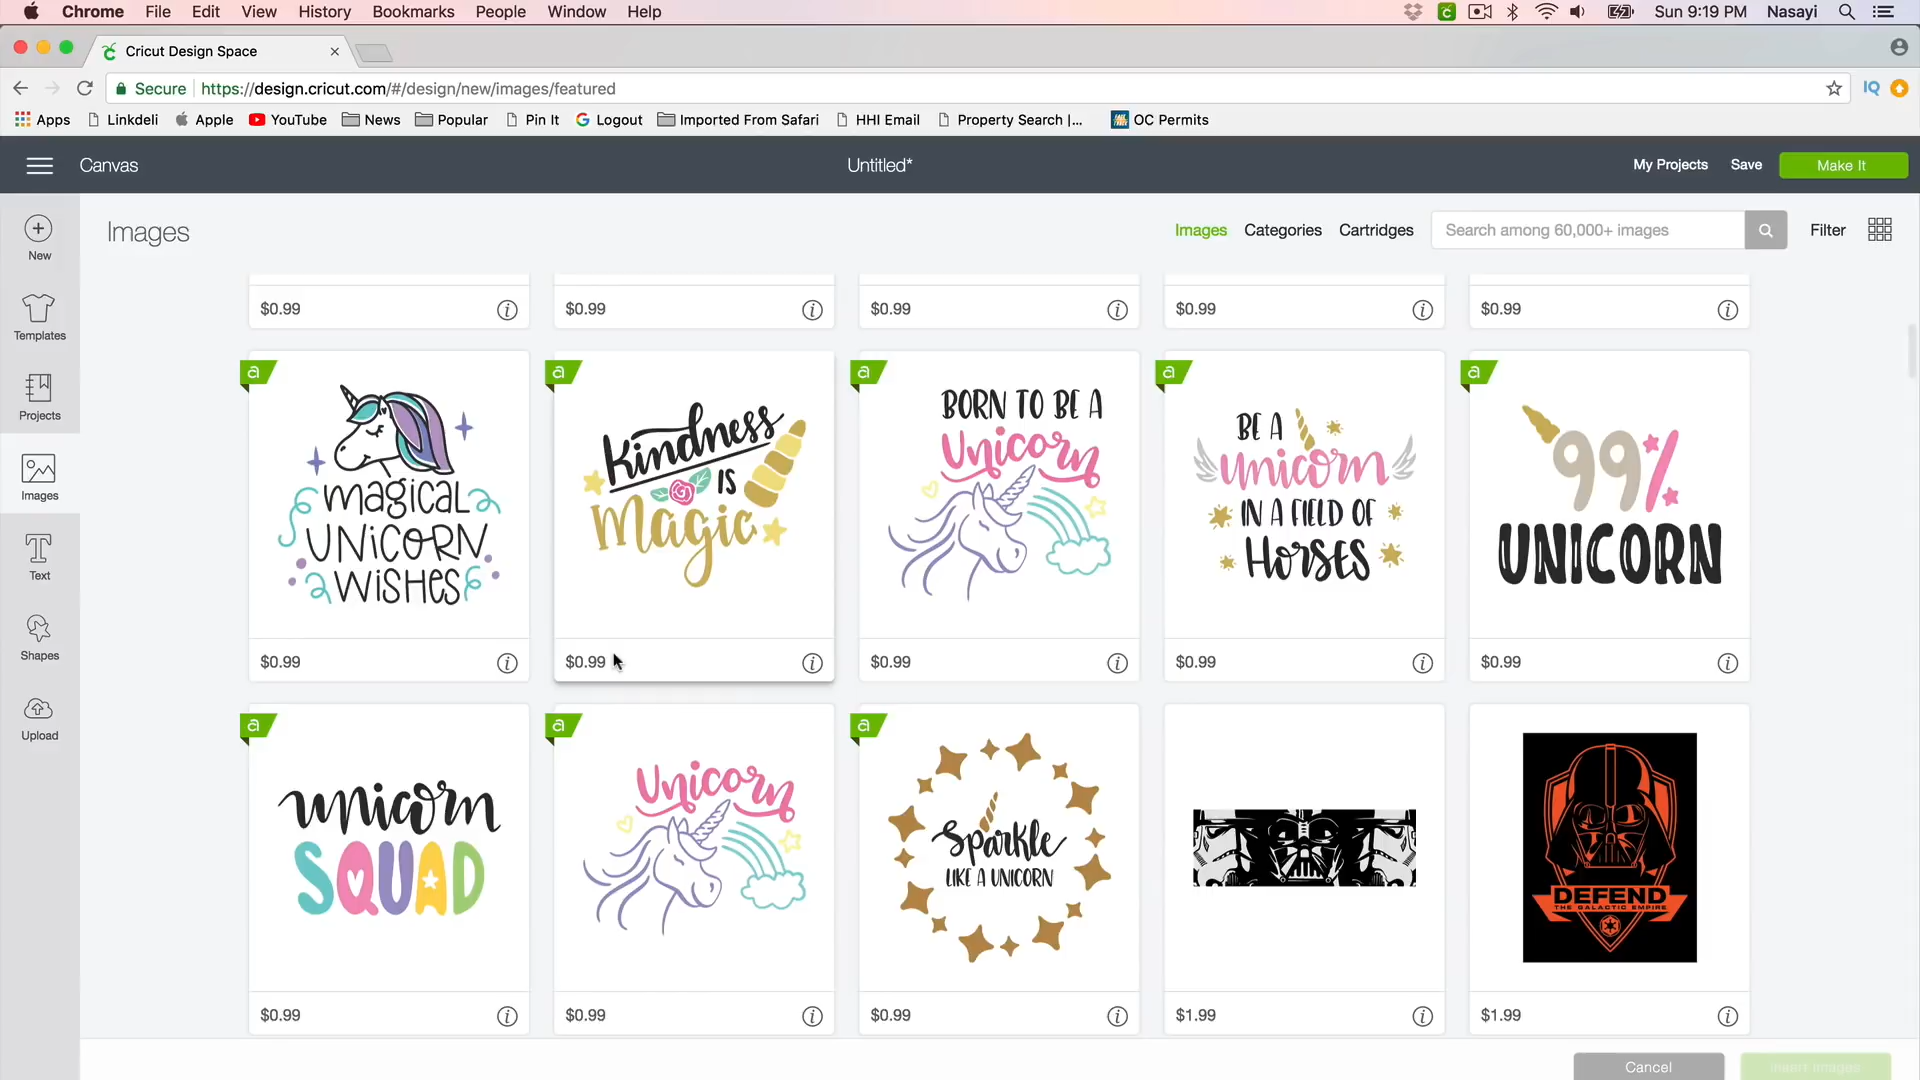 Chrome File Edit View History Bookmarks People Window Help Sun 9:19 PM Nasayi
Cricut Design Space
Secure https://design.cricut.com/#/design/new/images/featured
IQ
Apps Linkdeli Apple YouTube News Popular Pin It Logout Imported From Safari HHI Email Property Search |... OC Permits
Canvas Untitled* My Projects Save Make It
New
Templates
Projects
Images
Text
Shapes
Upload
Images Images Categories Cartridges Search among 60,000+ images Filter
$0.99 $0.99 $0.99 $0.99 $0.99
a a a a a
magical
UNiCORN
WiSHES
Kindness
IS
Magic
BORN TO BE A
Unicorn
BE A
unicorn
IN A FIELD OF
HORSES
99%
UNICORN
$0.99 $0.99 $0.99 $0.99 $0.99
a a a
unicorn
SQUAD
Unicorn
Sparkle
LIKE A UNICORN
DEFEND
THE GALACTIC EMPIRE
$0.99 $0.99 $0.99 $1.99 $1.99
Cancel Insert Images